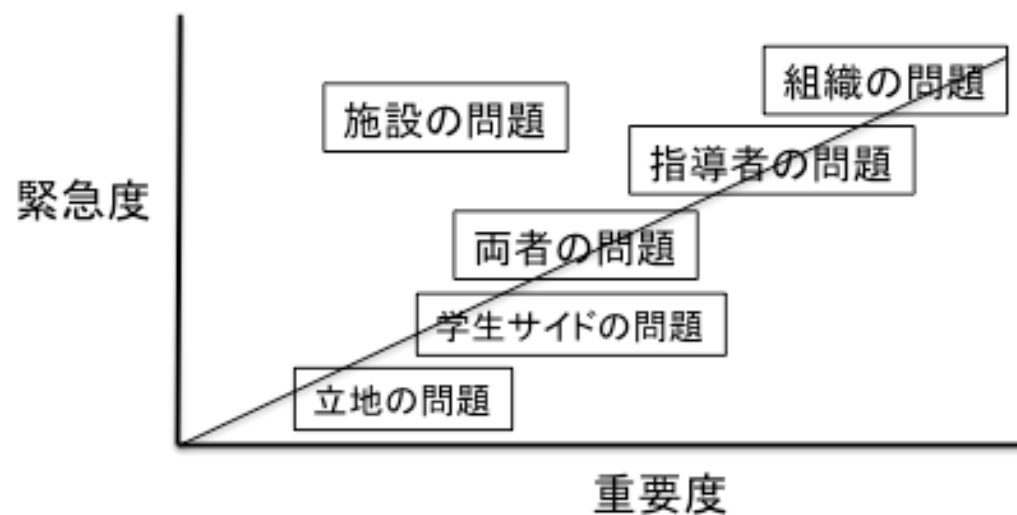 組織の問題
施設の問題
指導者の問題
緊急度
両者の問題
学生サイドの問題
立地の問題
重要度